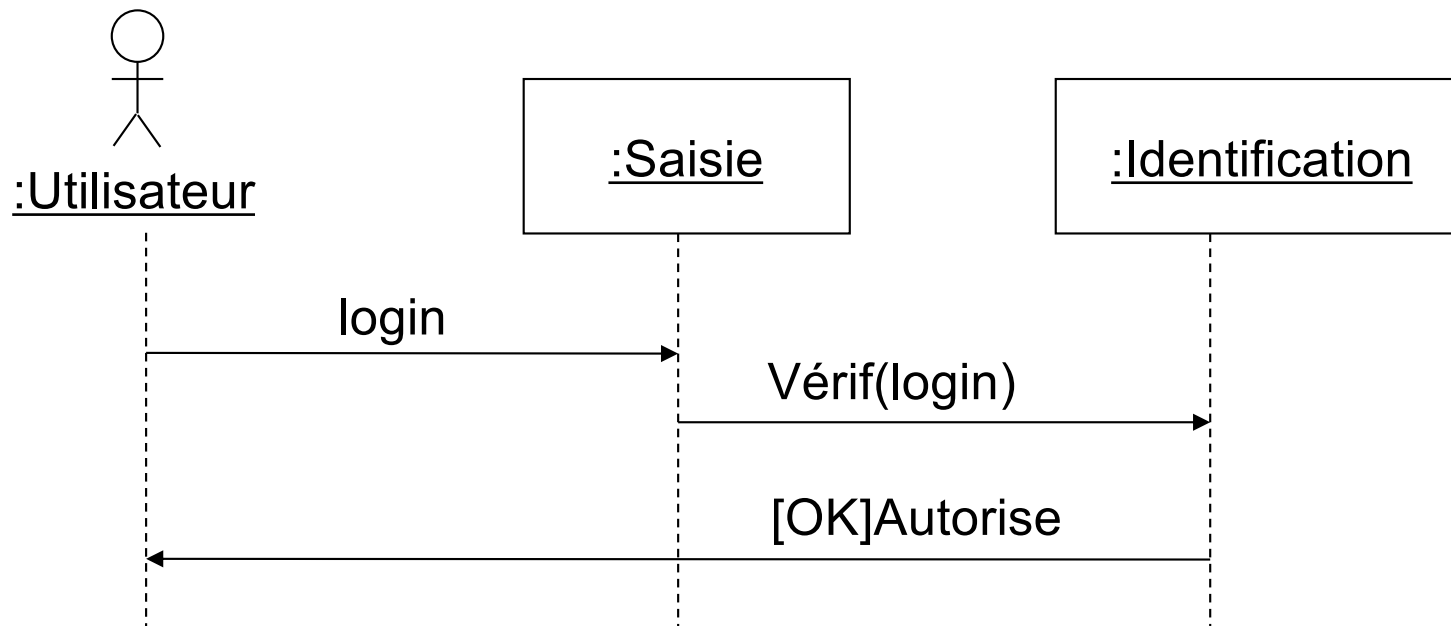 :Utilisateur
:Saisie
:Identification
login
Vérif(login)
[OK]Autorise